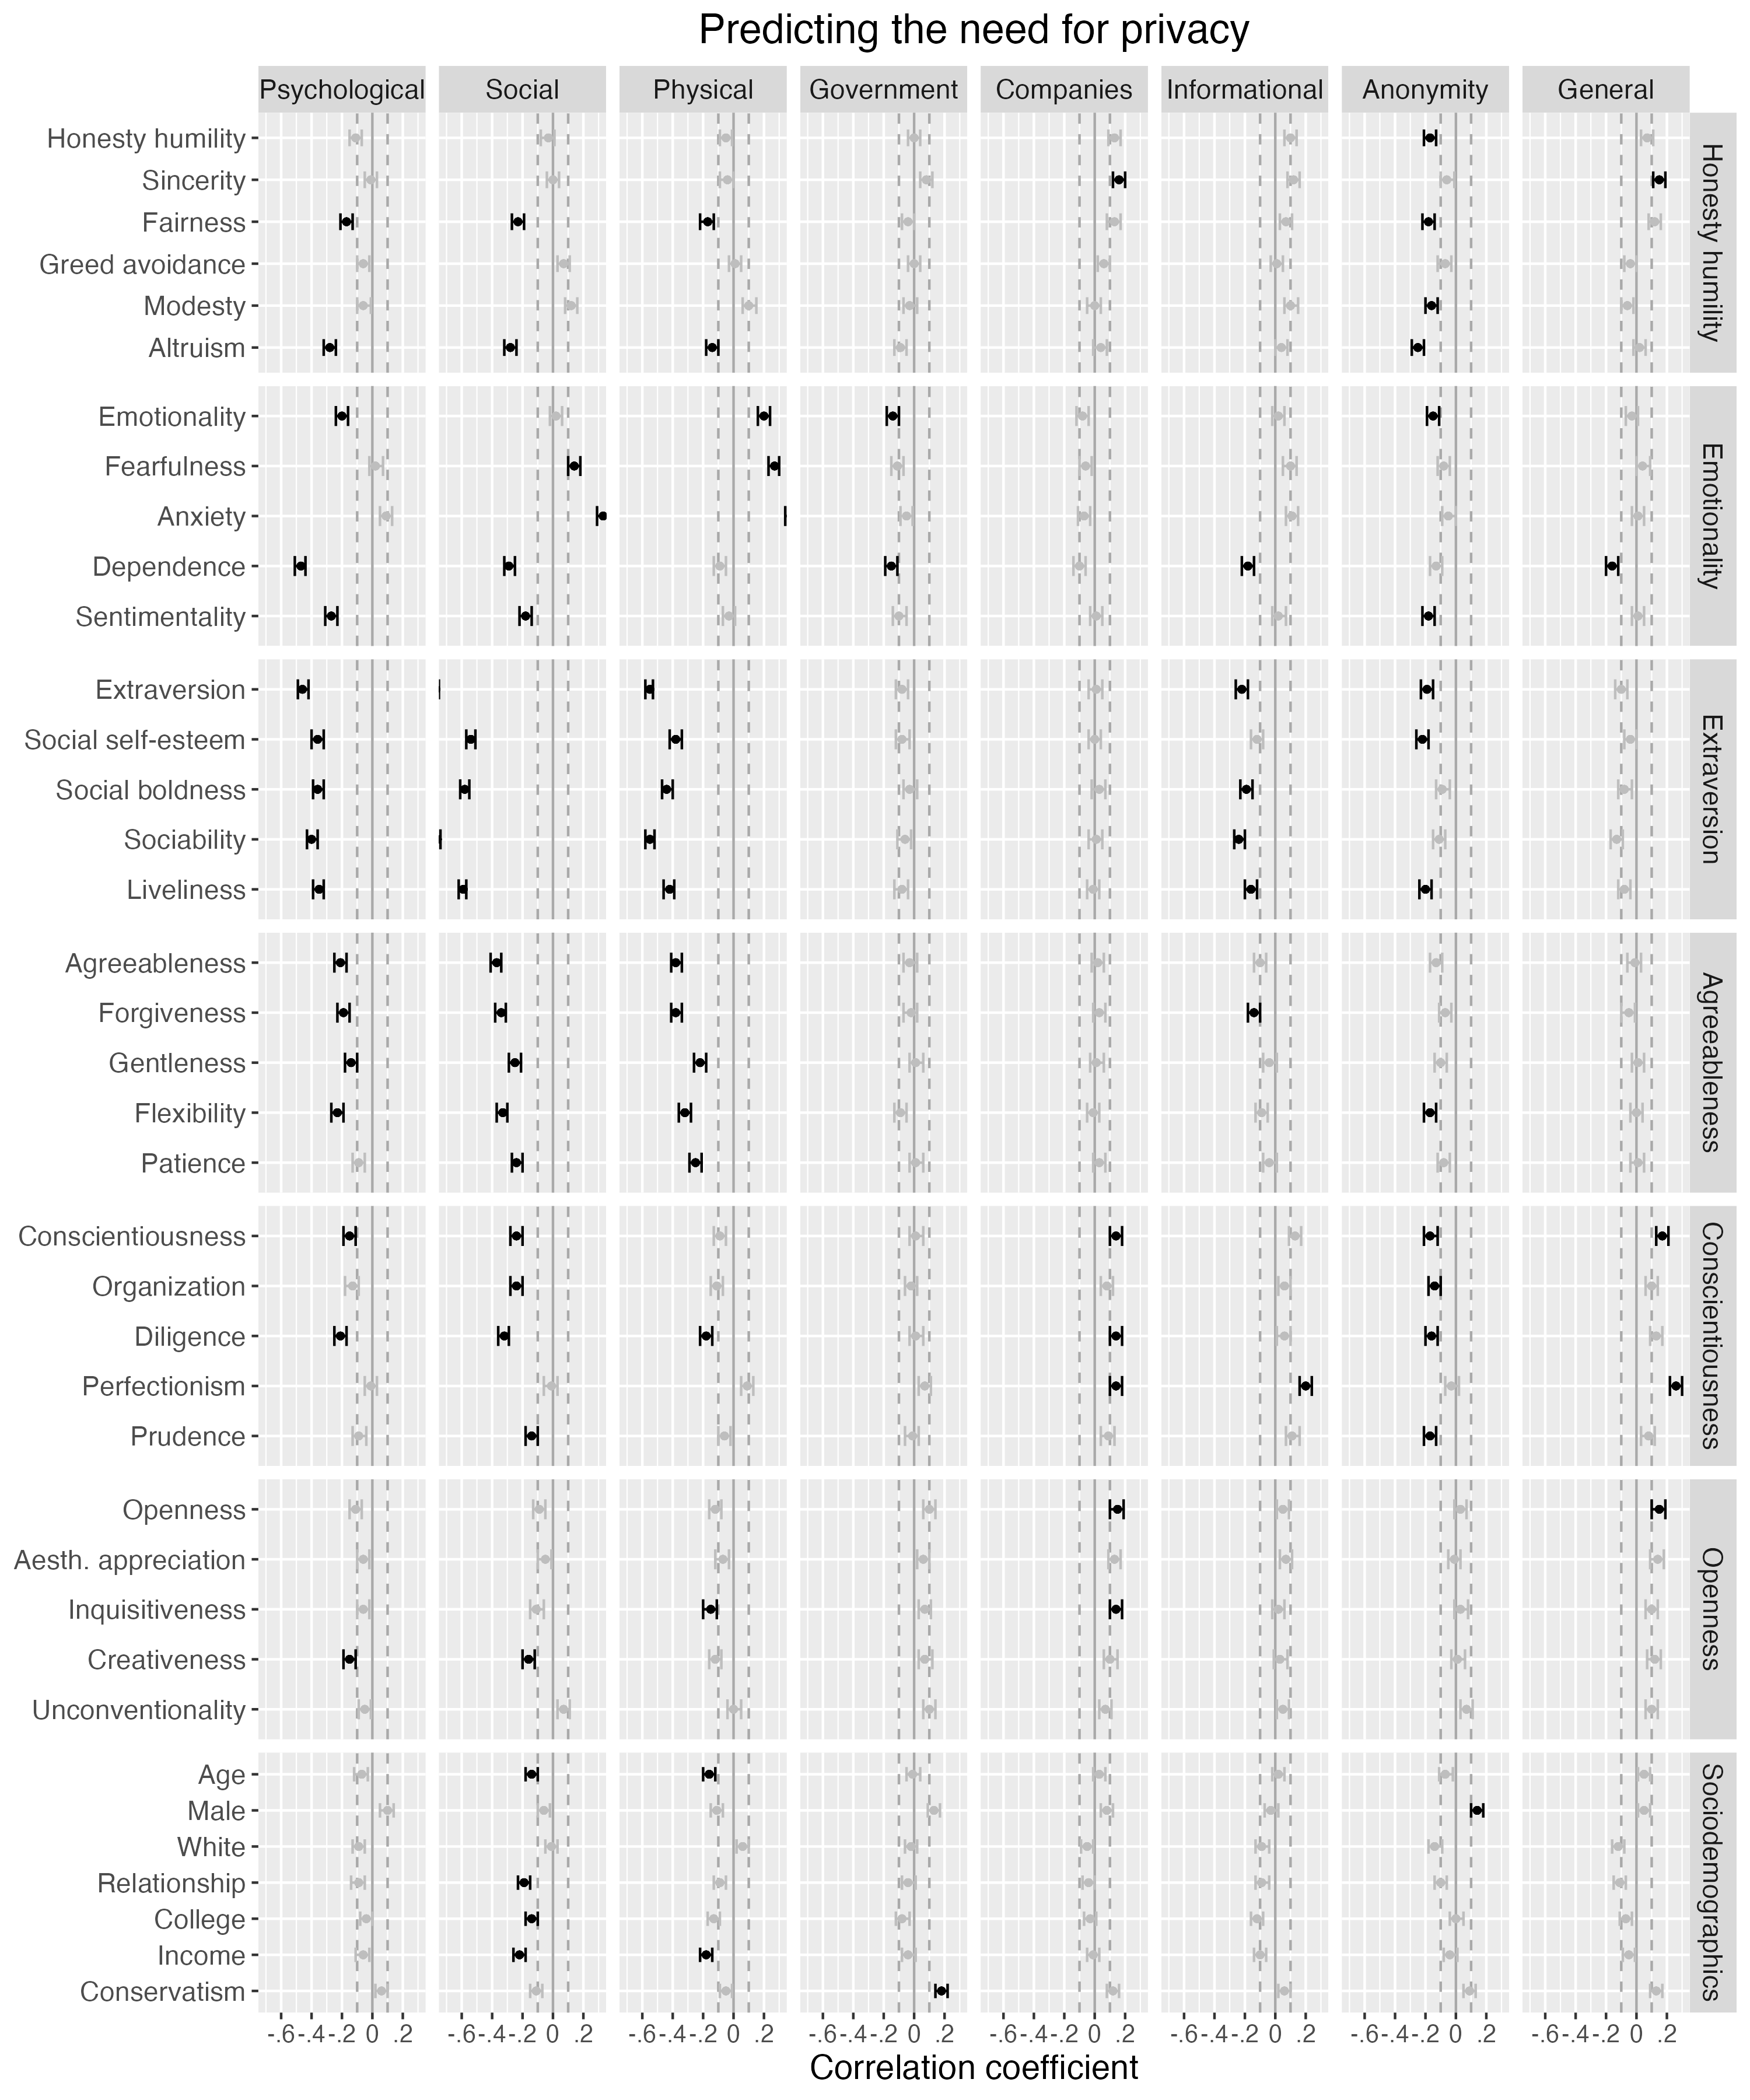 Predicting the need for privacy
Psychological Social Physical Government Companies Informational Anonymity General
Honesty humility
Sincerity
Fairness
Greed avoidance
Modesty
Altruism
Honesty humility
Emotionality
Fearfulness
Anxiety
Dependence
Sentimentality
Emotionality
Extraversion
Social self-esteem
Social boldness
Sociability
Liveliness
Extraversion
Agreeableness
Forgiveness
Gentleness
Flexibility
Patience
Agreeableness
Conscientiousness
Organization
Diligence
Perfectionism
Prudence
Conscientiousness
Openness
Aesth. appreciation
Inquisitiveness
Creativeness
Unconventionality
Openness
Age
Male
White
Relationship
College
Income
Conservatism
Sociodemographics
-.6 -.4 -.2 0 .2 -.6 -.4 -.2 0 .2 -.6 -.4 -.2 0 .2 -.6 -.4 -.2 0 .2 -.6 -.4 -.2 0 .2 -.6 -.4 -.2 0 .2 -.6 -.4 -.2 0 .2 -.6 -.4 -.2 0 .2
Correlation coefficient